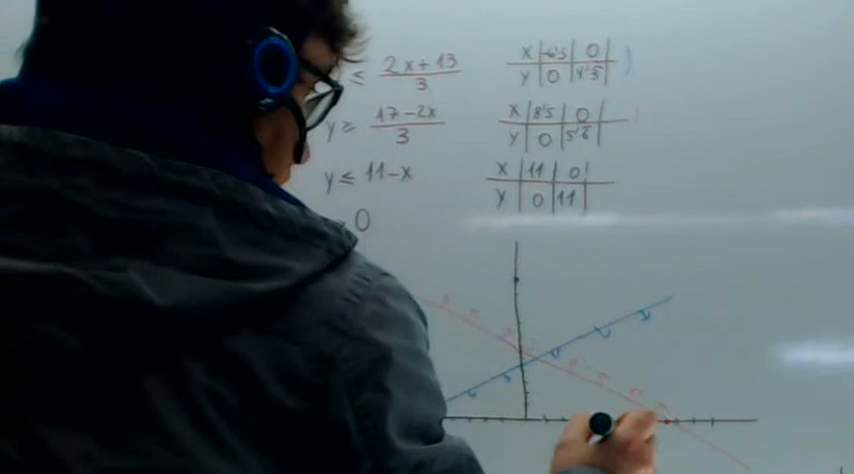 ≤ 2x+13/3
x -6'5 0
y 0 4'3
y ≥ 17-2x/3
x 8'5 0
y 0 5'6
y ≤ 11-x
x 11 0
y 0 11
0